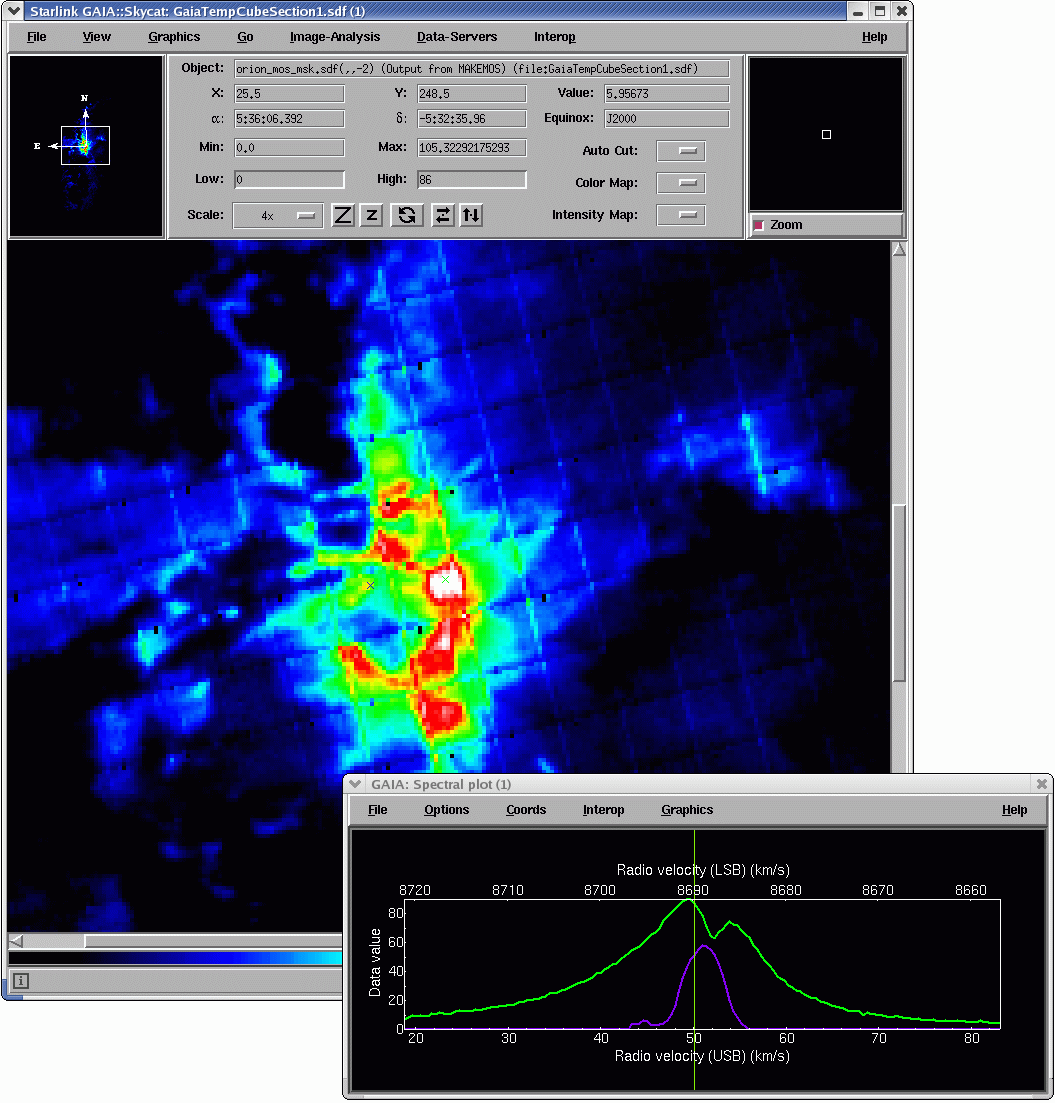 Starlink GAIA::Skycat: GaiaTempCubeSection1.sdf (1)
File View Graphics Go Image-Analysis Data-Servers Interop Help
Object: orion_mos_msk.sdf(,,-2) (Output from MAKEMOS) (file:GaiaTempCubeSection1.sdf)
X: 25.5 Y: 248.5 Value: 5.95673
α: 5:36:06.392 δ: -5:32:35.96 Equinox: J2000
Min: 0.0 Max: 105.32292175293 Auto Cut:
Low: 0 High: 86 Color Map:
Scale: 4x Z z Intensity Map:
N
E
Zoom
GAIA: Spectral plot (1)
File Options Coords Interop Graphics Help
Radio velocity (LSB) (km/s)
8720 8710 8700 8690 8680 8670 8660
Data value
80
60
40
20
0
20 30 40 50 60 70 80
Radio velocity (USB) (km/s)
i